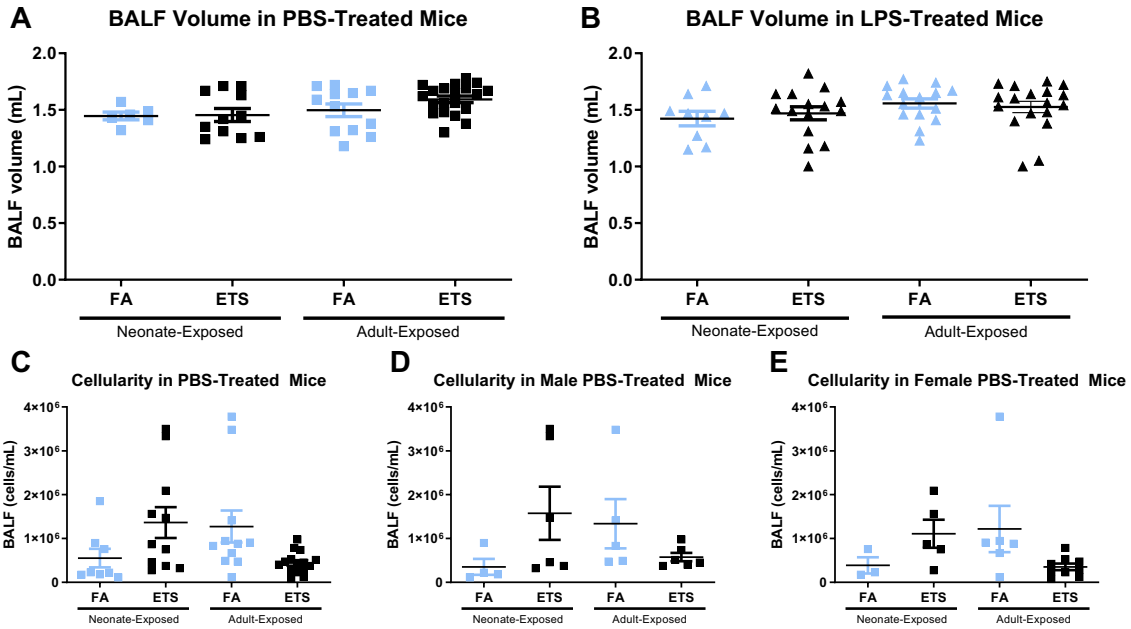 A
BALF Volume in PBS-Treated Mice
BALF volume (mL)
2.0
1.5
1.0
0.5
0.0
FA
ETS
FA
ETS
Neonate-Exposed
Adult-Exposed
B
BALF Volume in LPS-Treated Mice
BALF volume (mL)
2.0
1.5
1.0
0.5
0.0
FA
ETS
FA
ETS
Neonate-Exposed
Adult-Exposed
C
Cellularity in PBS-Treated Mice
BALF (cells/mL)
4×10⁶
3×10⁶
2×10⁶
1×10⁶
0
FA
ETS
FA
ETS
Neonate-Exposed
Adult-Exposed
D
Cellularity in Male PBS-Treated Mice
BALF (cells/mL)
4×10⁶
3×10⁶
2×10⁶
1×10⁶
0
FA
ETS
FA
ETS
Neonate-Exposed
Adult-Exposed
E
Cellularity in Female PBS-Treated Mice
BALF (cells/mL)
4×10⁶
3×10⁶
2×10⁶
1×10⁶
0
FA
ETS
FA
ETS
Neonate-Exposed
Adult-Exposed